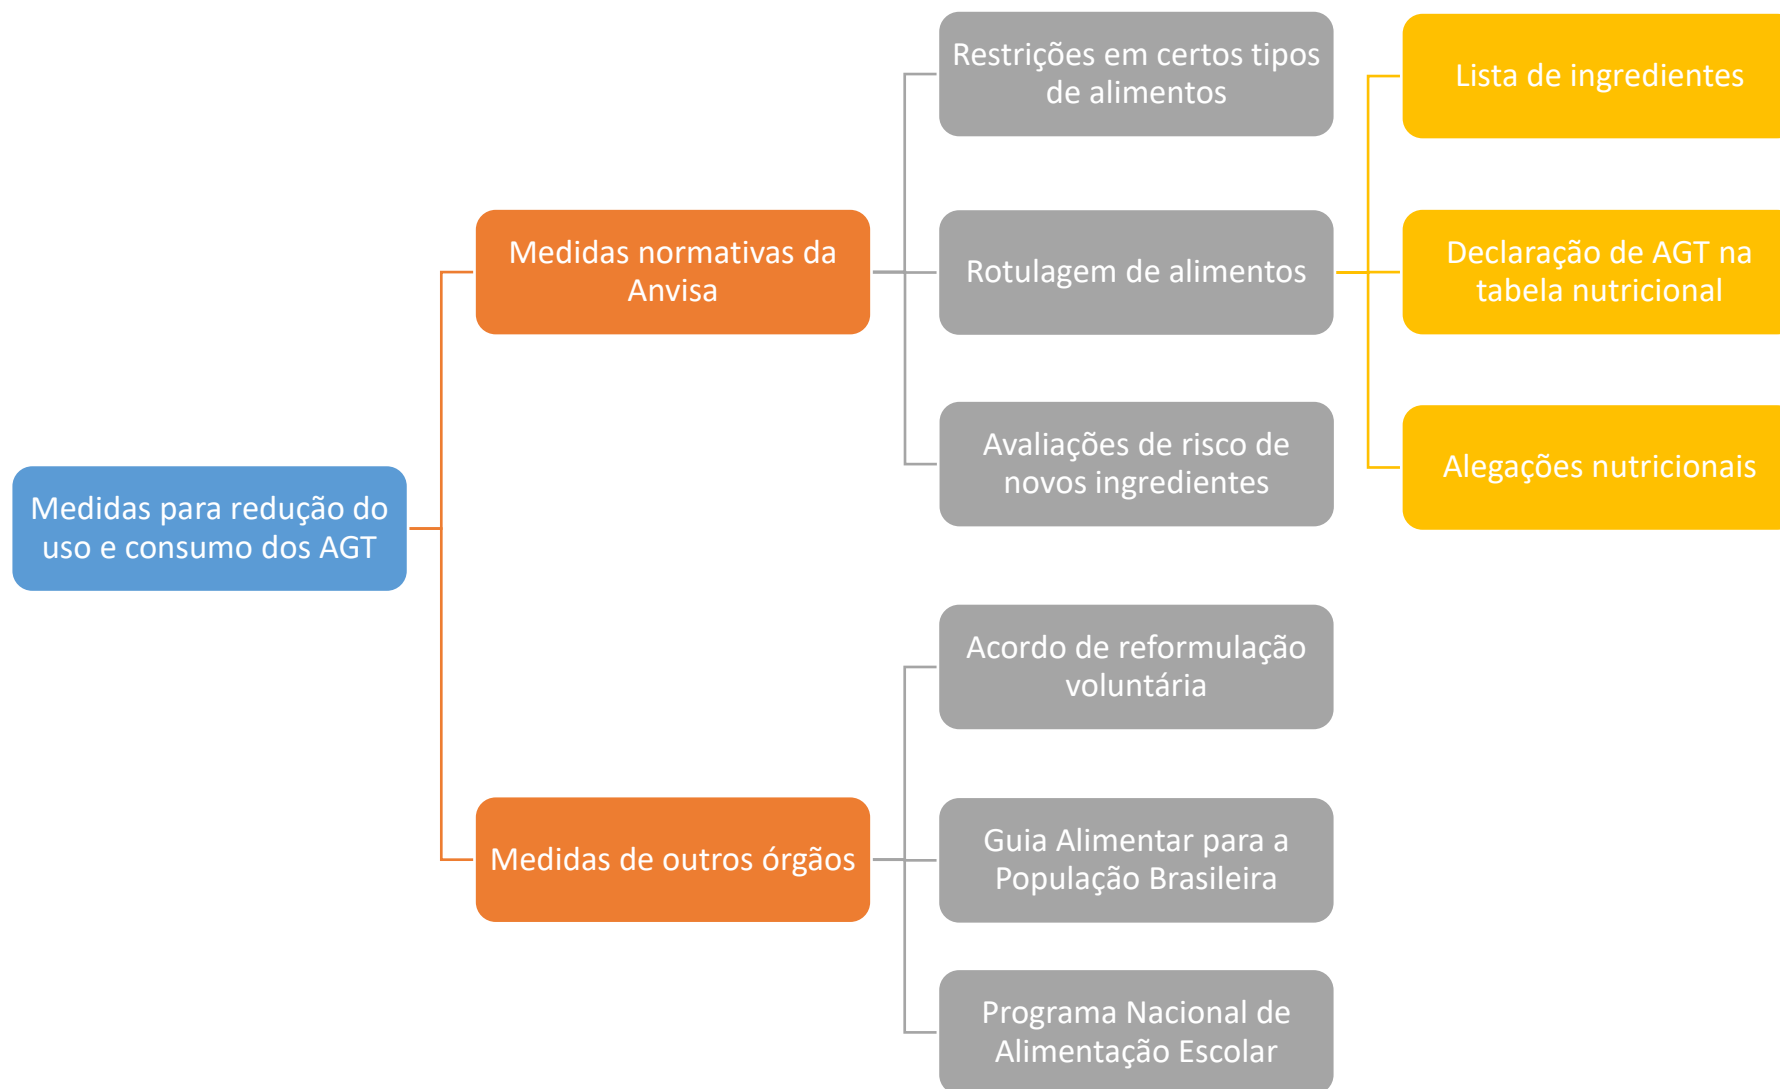 Medidas para redução do
uso e consumo dos AGT
Medidas normativas da
Anvisa
Restrições em certos tipos
de alimentos
Rotulagem de alimentos
Lista de ingredientes
Declaração de AGT na
tabela nutricional
Alegações nutricionais
Avaliações de risco de
novos ingredientes
Medidas de outros órgãos
Acordo de reformulação
voluntária
Guia Alimentar para a
População Brasileira
Programa Nacional de
Alimentação Escolar